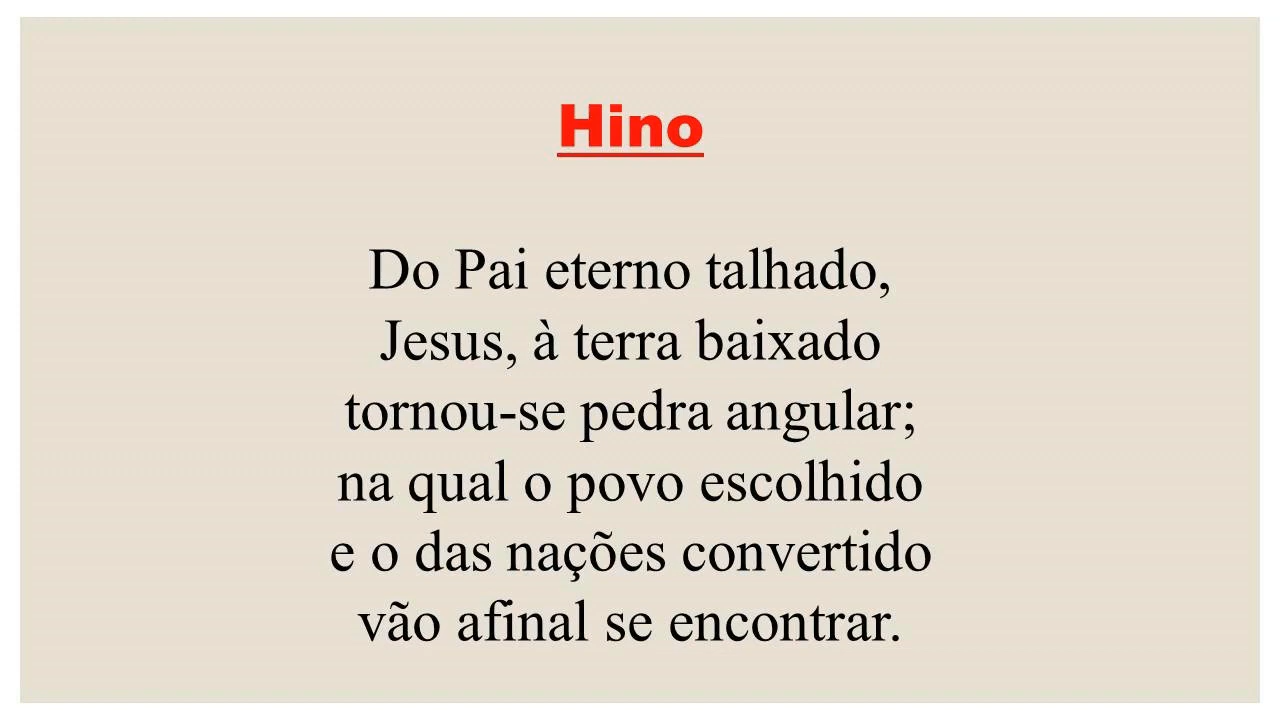 Hino
Do Pai eterno talhado,
Jesus, à terra baixado
tornou-se pedra angular;
na qual o povo escolhido
e o das nações convertido
vão afinal se encontrar.